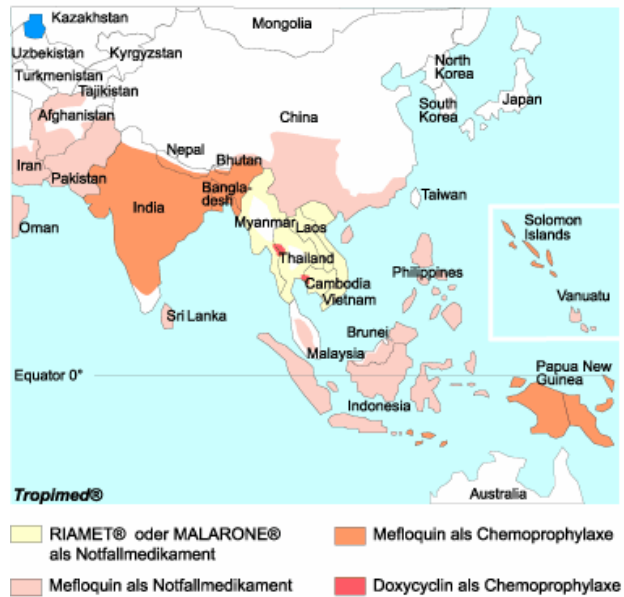 Kazakhstan
Mongolia
Uzbekistan
Kyrgyzstan
Turkmenistan
Tajikistan
North
Korea
South
Korea
Japan
China
Afghanistan
Nepal
Bhutan
Iran
Pakistan
Bangla-
desh
India
Taiwan
Oman
Myanmar
Laos
Thailand
Cambodia
Vietnam
Philippines
Solomon
Islands
Vanuatu
Sri Lanka
Brunei
Malaysia
Papua New
Guinea
Equator 0°
Indonesia
Tropimed®
Australia
RIAMET® oder MALARONE®
als Notfallmedikament
Mefloquin als Chemoprophylaxe
Mefloquin als Notfallmedikament
Doxycyclin als Chemoprophylaxe